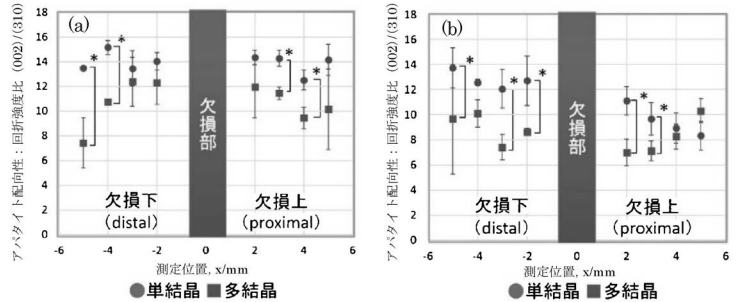 (a)
アパタイト配向性：回折強度比 (002)/(310)
18
16
14
12
10
8
6
4
2
0
* *
* *
欠損部
欠損下
(distal)
欠損上
(proximal)
-6 -4 -2 0 2 4 6
測定位置, x/mm
●単結晶 ■多結晶
(b)
アパタイト配向性：回折強度比 (002)/(310)
18
16
14
12
10
8
6
4
2
0
* * *
* *
欠損部
欠損下
(distal)
欠損上
(proximal)
-6 -4 -2 0 2 4 6
測定位置, x/mm
●単結晶 ■多結晶